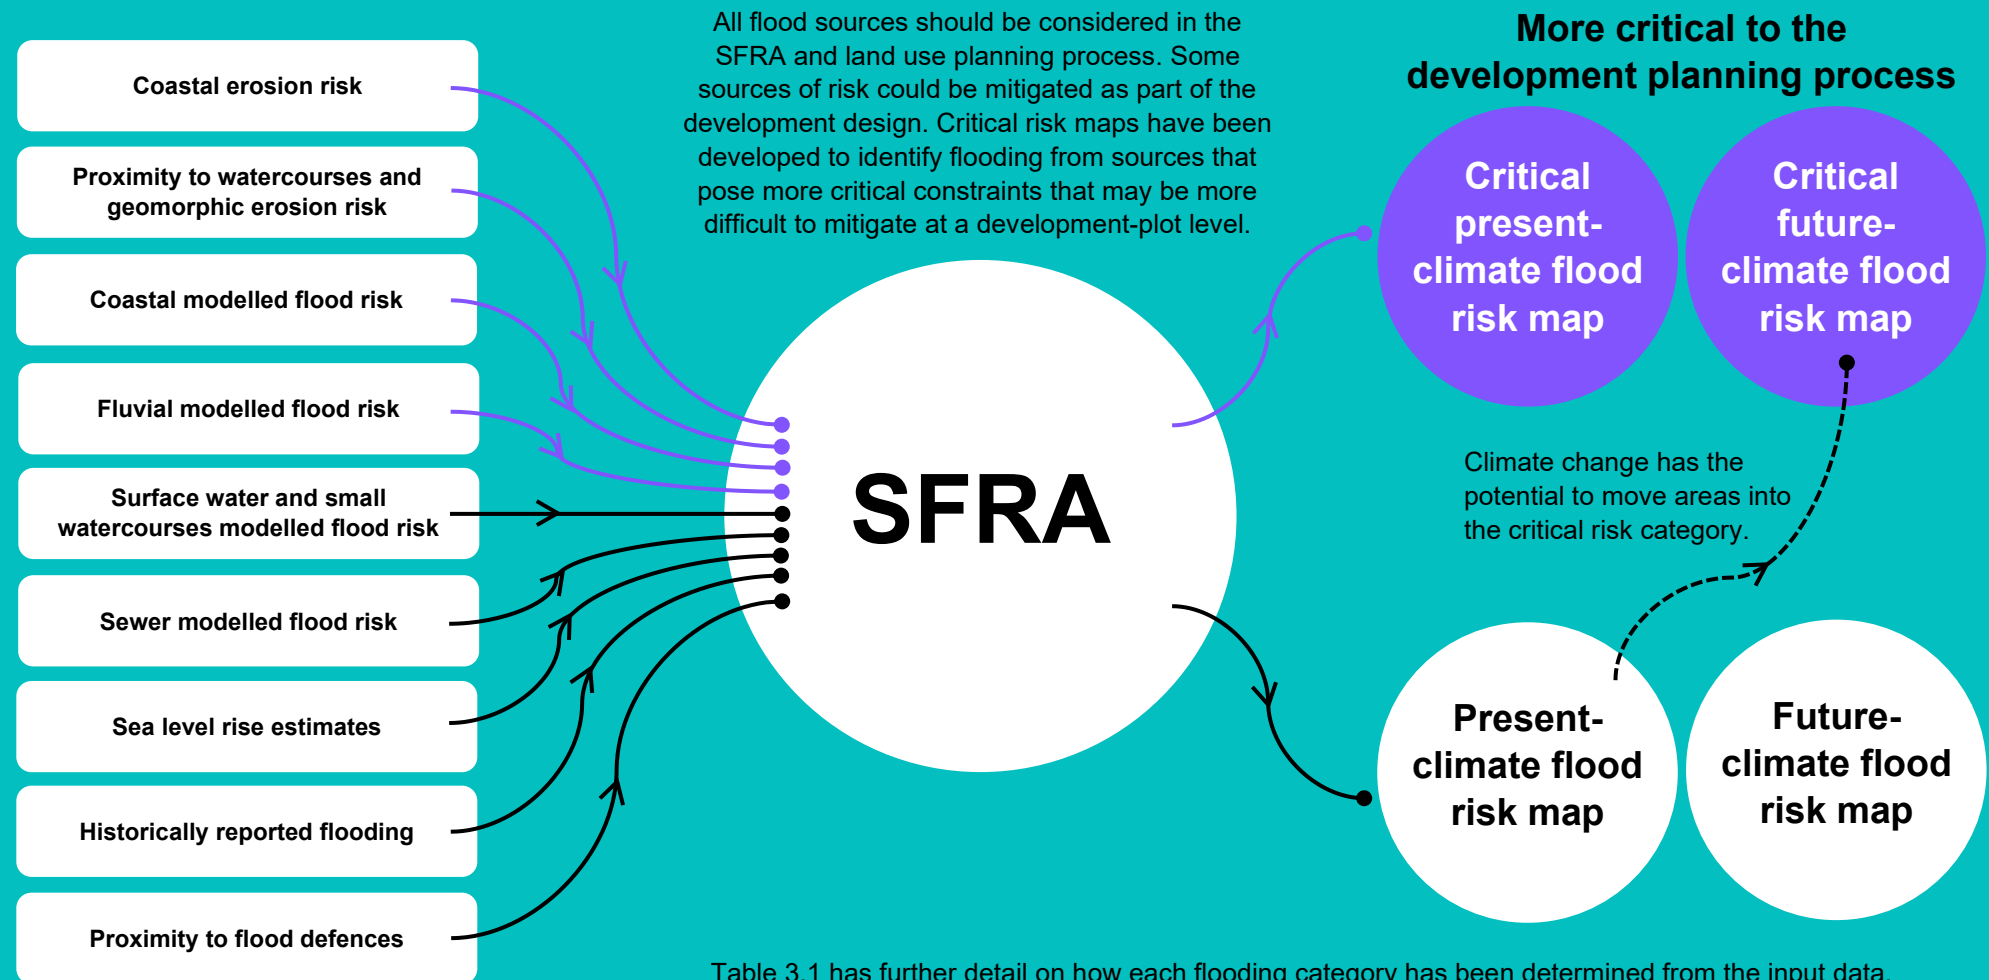 Coastal erosion risk
Proximity to watercourses and
geomorphic erosion risk
Coastal modelled flood risk
Fluvial modelled flood risk
Surface water and small
watercourses modelled flood risk
Sewer modelled flood risk
Sea level rise estimates
Historically reported flooding
Proximity to flood defences
All flood sources should be considered in the
SFRA and land use planning process. Some
sources of risk could be mitigated as part of the
development design. Critical risk maps have been
developed to identify flooding from sources that
pose more critical constraints that may be more
difficult to mitigate at a development-plot level.
SFRA
More critical to the
development planning process
Critical
present-
climate flood
risk map
Critical
future-
climate flood
risk map
Climate change has the
potential to move areas into
the critical risk category.
Present-
climate flood
risk map
Future-
climate flood
risk map
Table 3.1 has further detail on how each flooding category has been determined from the input data.